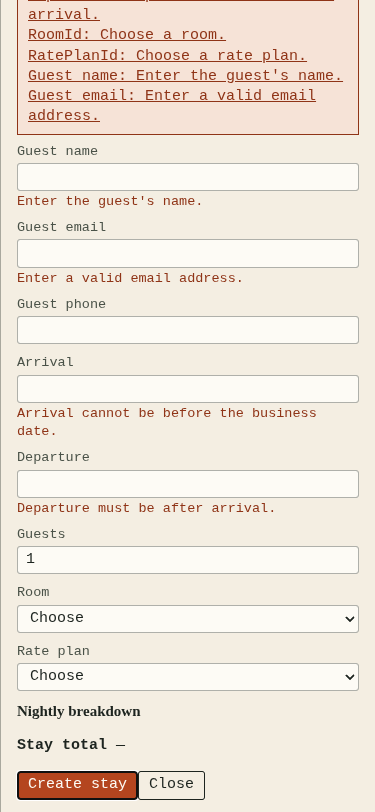 arrival.
RoomId: Choose a room.
RatePlanId: Choose a rate plan.
Guest name: Enter the guest's name.
Guest email: Enter a valid email
address.
Guest name
Enter the guest's name.
Guest email
Enter a valid email address.
Guest phone
Arrival
Arrival cannot be before the business
date.
Departure
Departure must be after arrival.
Guests
1
Room
Choose
Rate plan
Choose
Nightly breakdown
Stay total —
Create stay Close